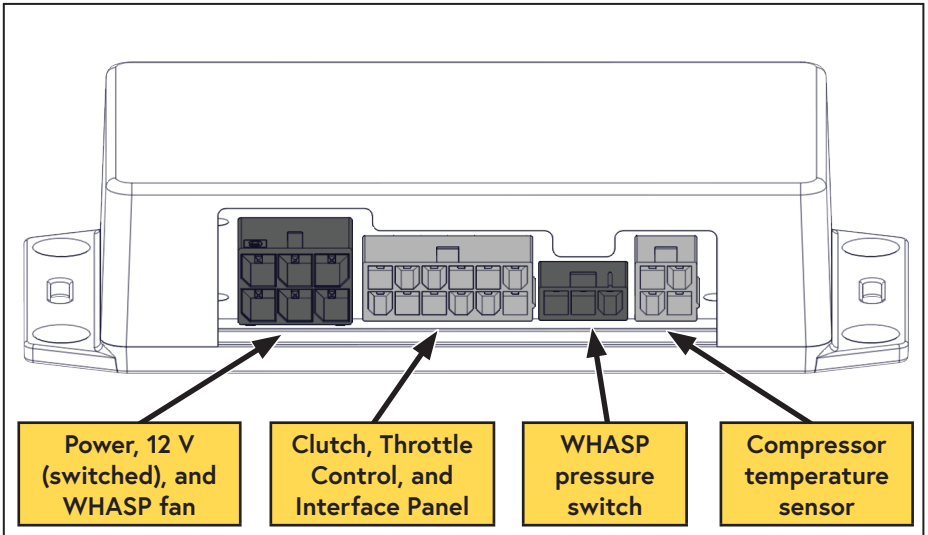 Power, 12 V
(switched), and
WHASP fan
Clutch, Throttle
Control, and
Interface Panel
WHASP
pressure
switch
Compressor
temperature
sensor